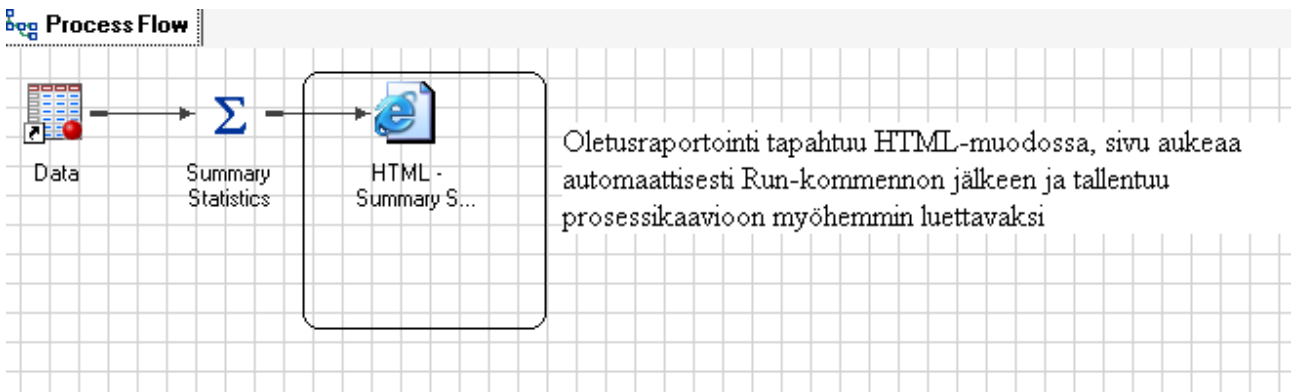 Process Flow
Data
Summary
Statistics
HTML -
Summary S...
Oletusraportointi tapahtuu HTML-muodossa, sivu aukeaa
automaattisesti Run-kommennon jälkeen ja tallentuu
prosessikaavioon myöhemmin luettavaksi